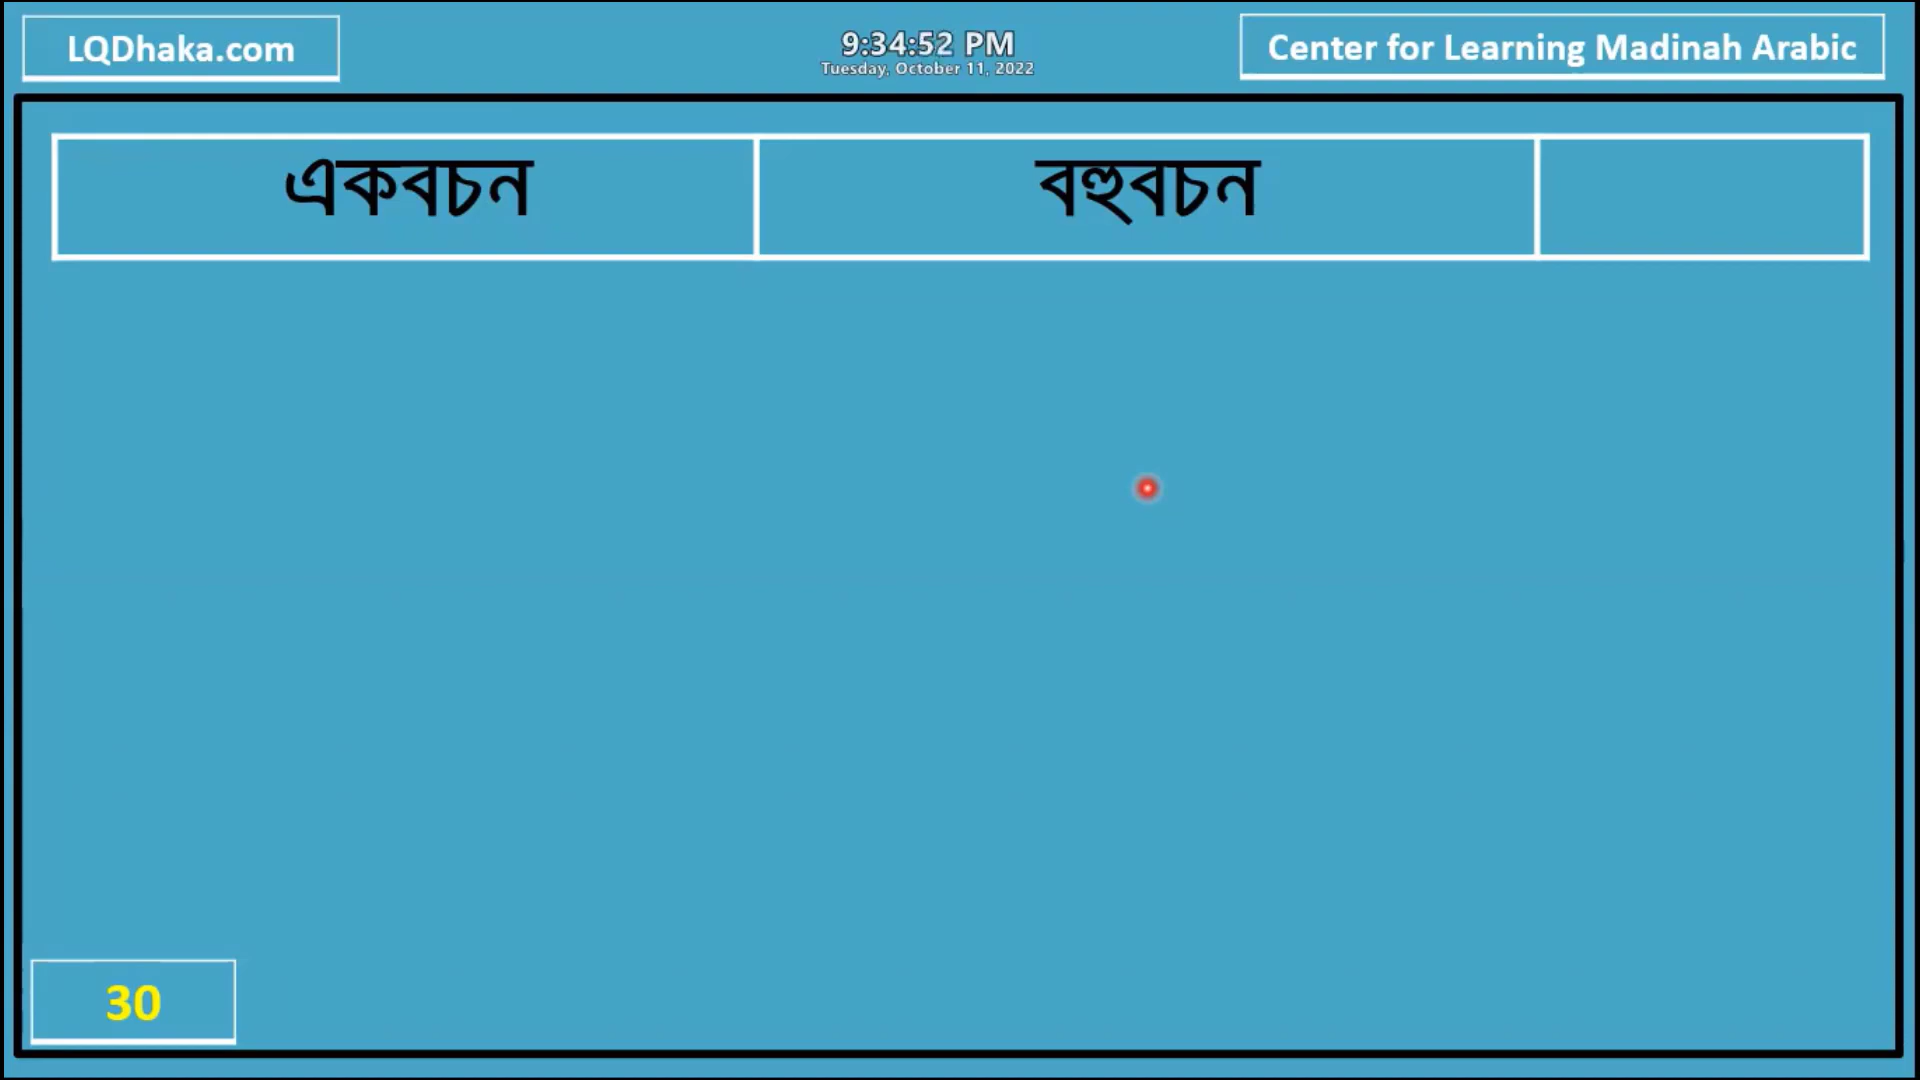 LQDhaka.com
9:34:52 PM
Tuesday, October 11, 2022
Center for Learning Madinah Arabic
একবচন
বহুবচন
30